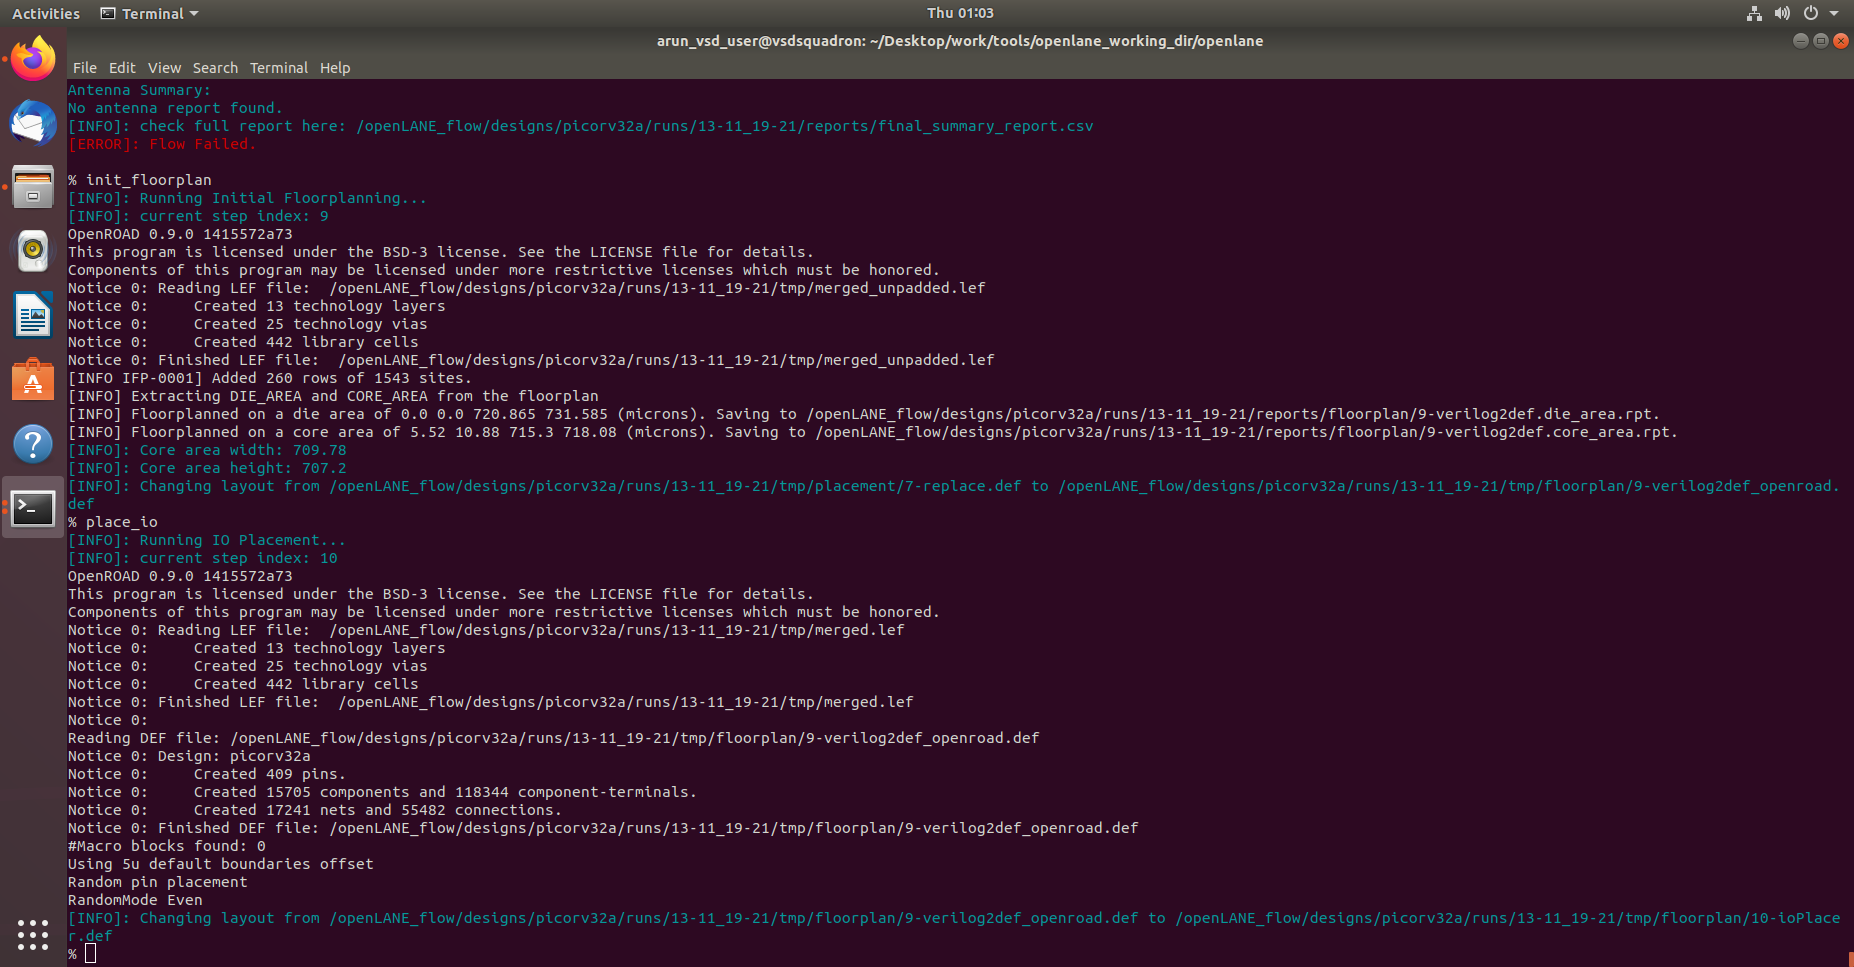 Activities Terminal Thu 01:03
arun_vsd_user@vsdsquadron: ~/Desktop/work/tools/openlane_working_dir/openlane
File Edit View Search Terminal Help
Antenna Summary:
No antenna report found.
[INFO]: check full report here: /openLANE_flow/designs/picorv32a/runs/13-11_19-21/reports/final_summary_report.csv
[ERROR]: Flow Failed.
% init_floorplan
[INFO]: Running Initial Floorplanning...
[INFO]: current step index: 9
OpenROAD 0.9.0 1415572a73
This program is licensed under the BSD-3 license. See the LICENSE file for details.
Components of this program may be licensed under more restrictive licenses which must be honored.
Notice 0: Reading LEF file:  /openLANE_flow/designs/picorv32a/runs/13-11_19-21/tmp/merged_unpadded.lef
Notice 0:     Created 13 technology layers
Notice 0:     Created 25 technology vias
Notice 0:     Created 442 library cells
Notice 0: Finished LEF file:  /openLANE_flow/designs/picorv32a/runs/13-11_19-21/tmp/merged_unpadded.lef
[INFO IFP-0001] Added 260 rows of 1543 sites.
[INFO] Extracting DIE_AREA and CORE_AREA from the floorplan
[INFO] Floorplanned on a die area of 0.0 0.0 720.865 731.585 (microns). Saving to /openLANE_flow/designs/picorv32a/runs/13-11_19-21/reports/floorplan/9-verilog2def.die_area.rpt.
[INFO] Floorplanned on a core area of 5.52 10.88 715.3 718.08 (microns). Saving to /openLANE_flow/designs/picorv32a/runs/13-11_19-21/reports/floorplan/9-verilog2def.core_area.rpt.
[INFO]: Core area width: 709.78
[INFO]: Core area height: 707.2
[INFO]: Changing layout from /openLANE_flow/designs/picorv32a/runs/13-11_19-21/tmp/placement/7-replace.def to /openLANE_flow/designs/picorv32a/runs/13-11_19-21/tmp/floorplan/9-verilog2def_openroad.
def
% place_io
[INFO]: Running IO Placement...
[INFO]: current step index: 10
OpenROAD 0.9.0 1415572a73
This program is licensed under the BSD-3 license. See the LICENSE file for details.
Components of this program may be licensed under more restrictive licenses which must be honored.
Notice 0: Reading LEF file:  /openLANE_flow/designs/picorv32a/runs/13-11_19-21/tmp/merged.lef
Notice 0:     Created 13 technology layers
Notice 0:     Created 25 technology vias
Notice 0:     Created 442 library cells
Notice 0: Finished LEF file:  /openLANE_flow/designs/picorv32a/runs/13-11_19-21/tmp/merged.lef
Notice 0:
Reading DEF file: /openLANE_flow/designs/picorv32a/runs/13-11_19-21/tmp/floorplan/9-verilog2def_openroad.def
Notice 0: Design: picorv32a
Notice 0:     Created 409 pins.
Notice 0:     Created 15705 components and 118344 component-terminals.
Notice 0:     Created 17241 nets and 55482 connections.
Notice 0: Finished DEF file: /openLANE_flow/designs/picorv32a/runs/13-11_19-21/tmp/floorplan/9-verilog2def_openroad.def
#Macro blocks found: 0
Using 5u default boundaries offset
Random pin placement
RandomMode Even
[INFO]: Changing layout from /openLANE_flow/designs/picorv32a/runs/13-11_19-21/tmp/floorplan/9-verilog2def_openroad.def to /openLANE_flow/designs/picorv32a/runs/13-11_19-21/tmp/floorplan/10-ioPlace
r.def
%